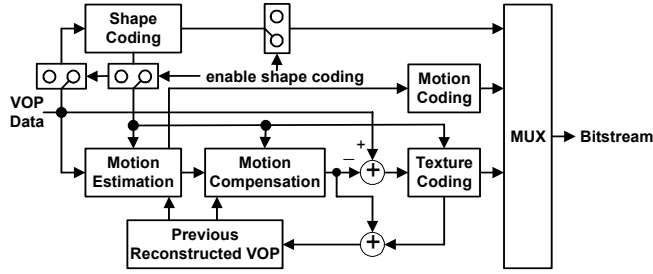 Shape
Coding
enable shape coding
VOP
Data
Motion
Coding
MUX
Bitstream
+
−
+
Motion
Estimation
Motion
Compensation
Texture
Coding
Previous
Reconstructed VOP
+